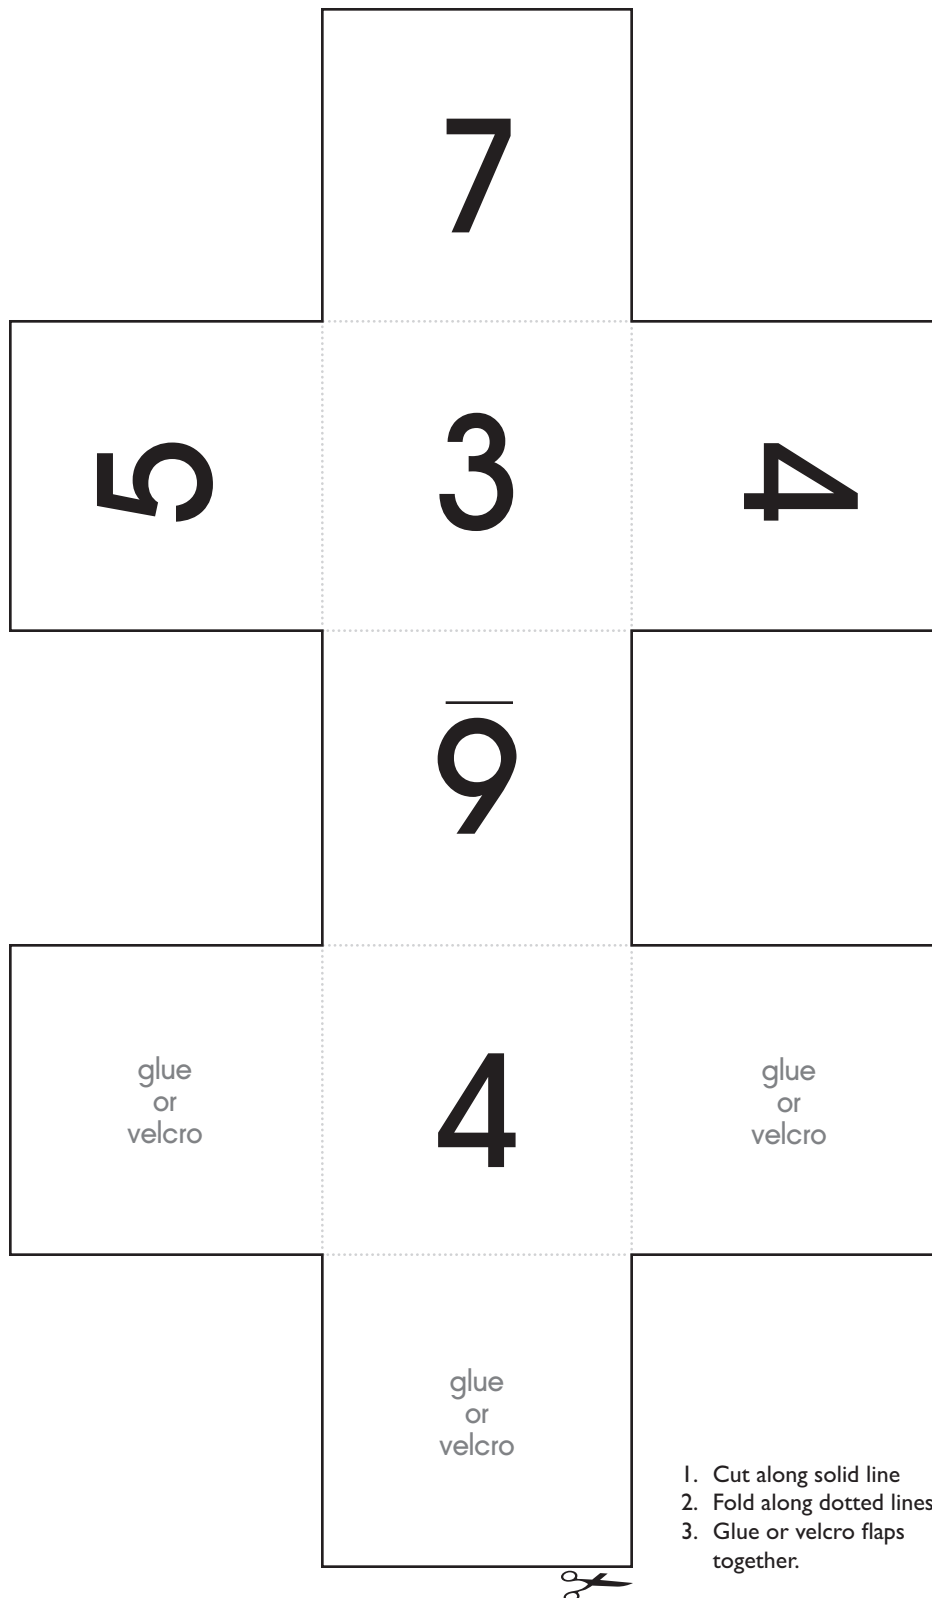 7
5 3 4
6
glue
or
velcro
4
glue
or
velcro
glue
or
velcro
1. Cut along solid line
2. Fold along dotted lines
3. Glue or velcro flaps
together.